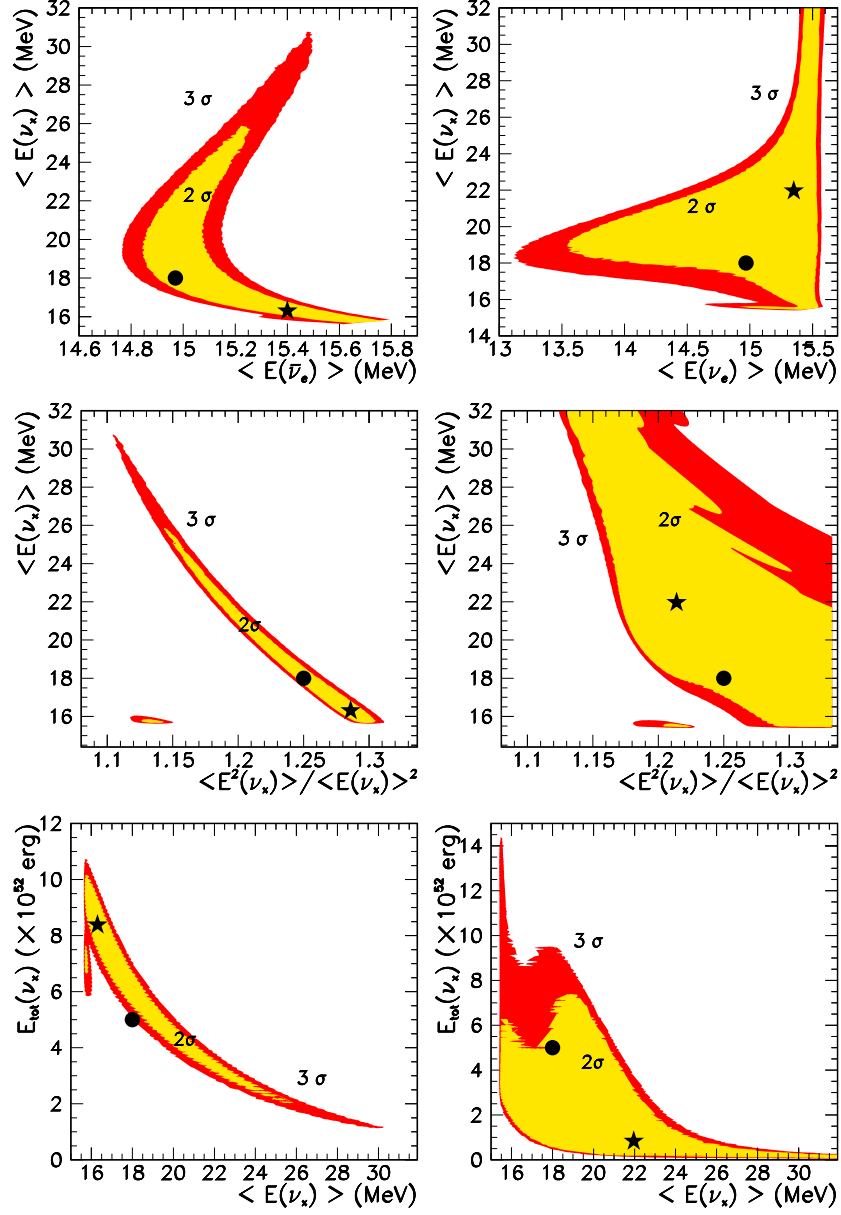 < E(νₓ) > (MeV)
32
30
28
26
24
22
20
18
16
3 σ
2 σ
14.6 14.8 15 15.2 15.4 15.6 15.8
< E(ν̅ₑ) > (MeV)
< E(νₓ) > (MeV)
32
30
28
26
24
22
20
18
16
14
3 σ
2 σ
13 13.5 14 14.5 15 15.5
< E(νₑ) > (MeV)
<E(νₓ)> (MeV)
32
30
28
26
24
22
20
18
16
3 σ
2σ
1.1 1.15 1.2 1.25 1.3
<E²(νₓ)>/<E(νₓ)>²
<E(νₓ)> (MeV)
32
30
28
26
24
22
20
18
16
3 σ
2σ
1.1 1.15 1.2 1.25 1.3
<E²(νₓ)>/<E(νₓ)>²
Eₜₒₜ(νₓ) (×10⁵² erg)
12
10
8
6
4
2
0
2σ
3 σ
16 18 20 22 24 26 28 30
< E(νₓ) > (MeV)
Eₜₒₜ(νₓ) (×10⁵² erg)
14
12
10
8
6
4
2
0
3 σ
2σ
16 18 20 22 24 26 28 30
< E(νₓ) > (MeV)